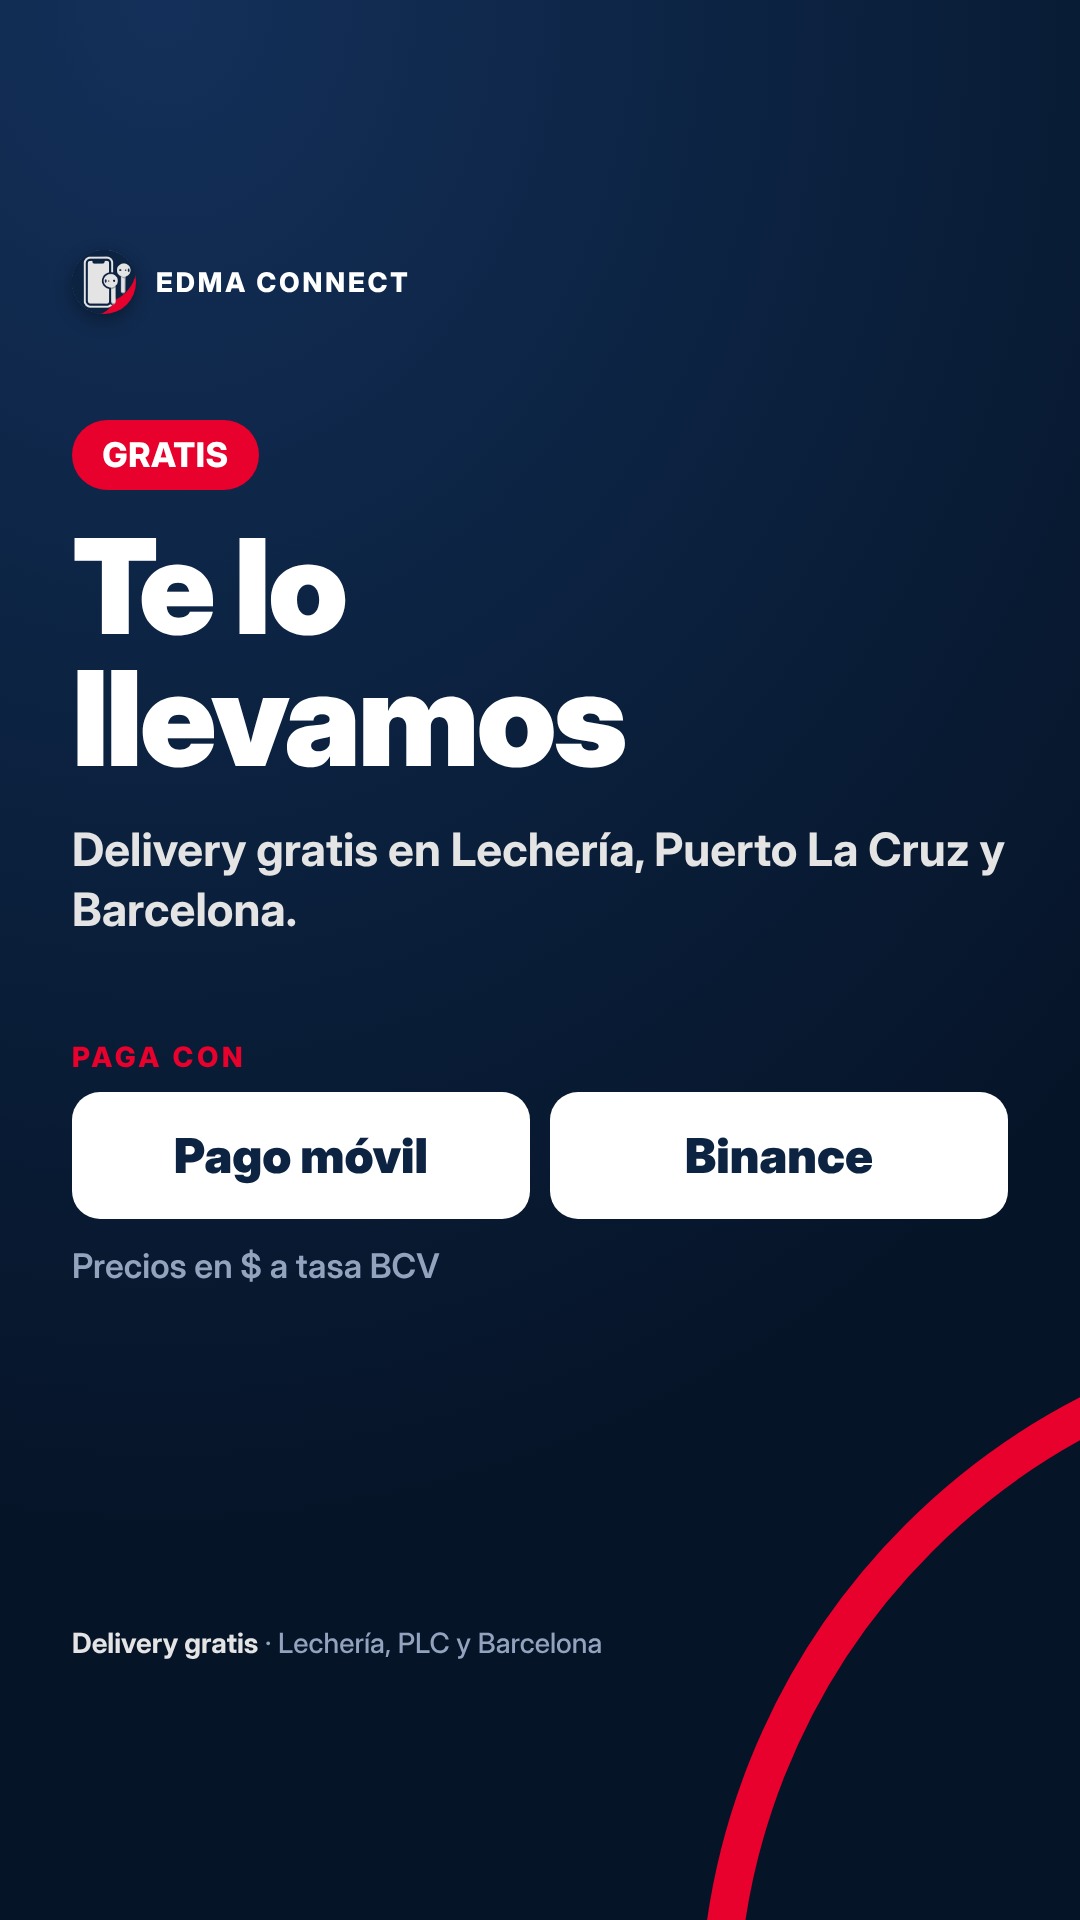 EDMA CONNECT
GRATIS
Te lo
llevamos
Delivery gratis en Lechería, Puerto La Cruz y
Barcelona.
PAGA CON
Pago móvil
Binance
Precios en $ a tasa BCV
Delivery gratis · Lechería, PLC y Barcelona